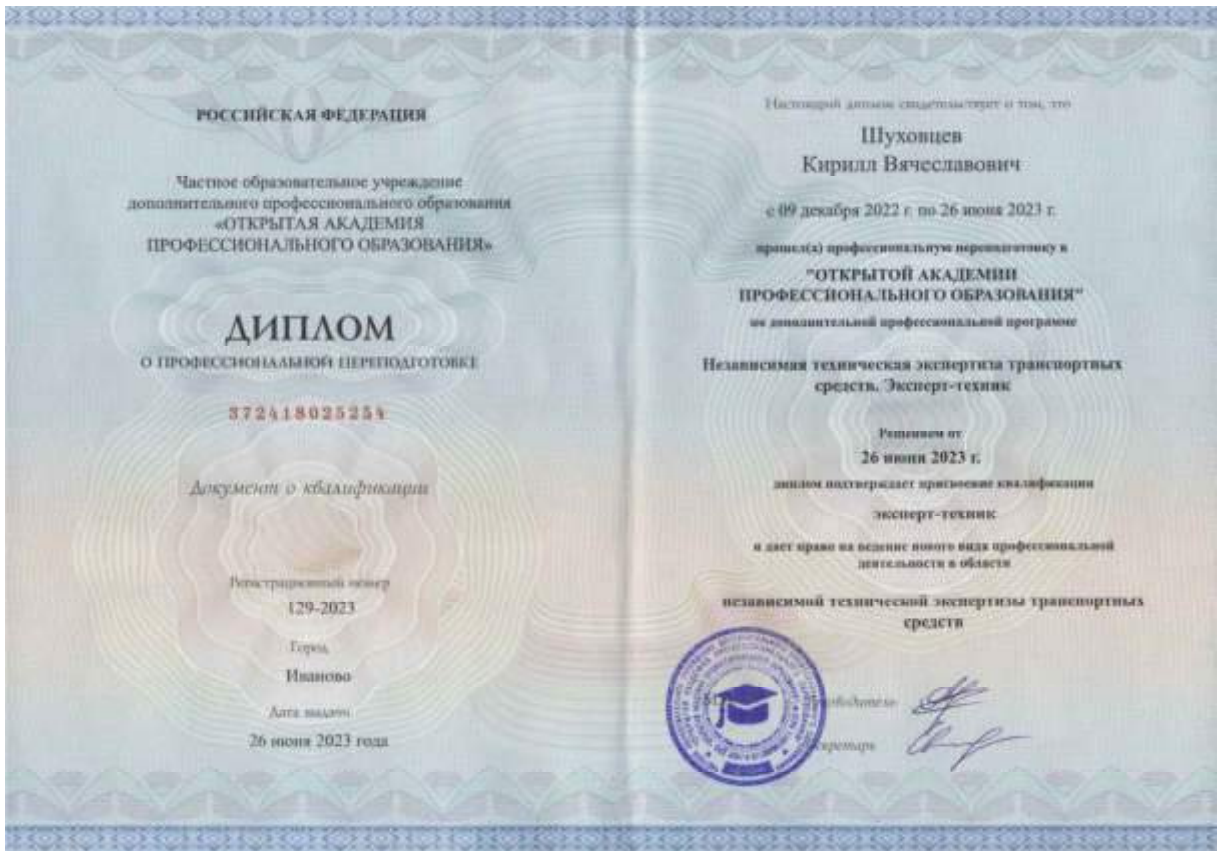 РОССИЙСКАЯ ФЕДЕРАЦИЯ
Частное образовательное учреждение
дополнительного профессионального образования
«ОТКРЫТАЯ АКАДЕМИЯ
ПРОФЕССИОНАЛЬНОГО ОБРАЗОВАНИЯ»
ДИПЛОМ
О ПРОФЕССИОНАЛЬНОЙ ПЕРЕПОДГОТОВКЕ
372418025254
Документ о квалификации
Регистрационный номер
129-2023
Город
Иваново
Дата выдачи
26 июня 2023 года
Настоящий диплом свидетельствует о том, что
Шуховцев
Кирилл Вячеславович
с 09 декабря 2022 г. по 26 июня 2023 г.
прошел(а) профессиональную переподготовку в
"ОТКРЫТОЙ АКАДЕМИИ
ПРОФЕССИОНАЛЬНОГО ОБРАЗОВАНИЯ"
по дополнительной профессиональной программе
Независимая техническая экспертиза транспортных
средств. Эксперт-техник
Решением от
26 июня 2023 г.
диплом подтверждает присвоение квалификации
эксперт-техник
и дает право на ведение нового вида профессиональной
деятельности в области
независимой технической экспертизы транспортных
средств